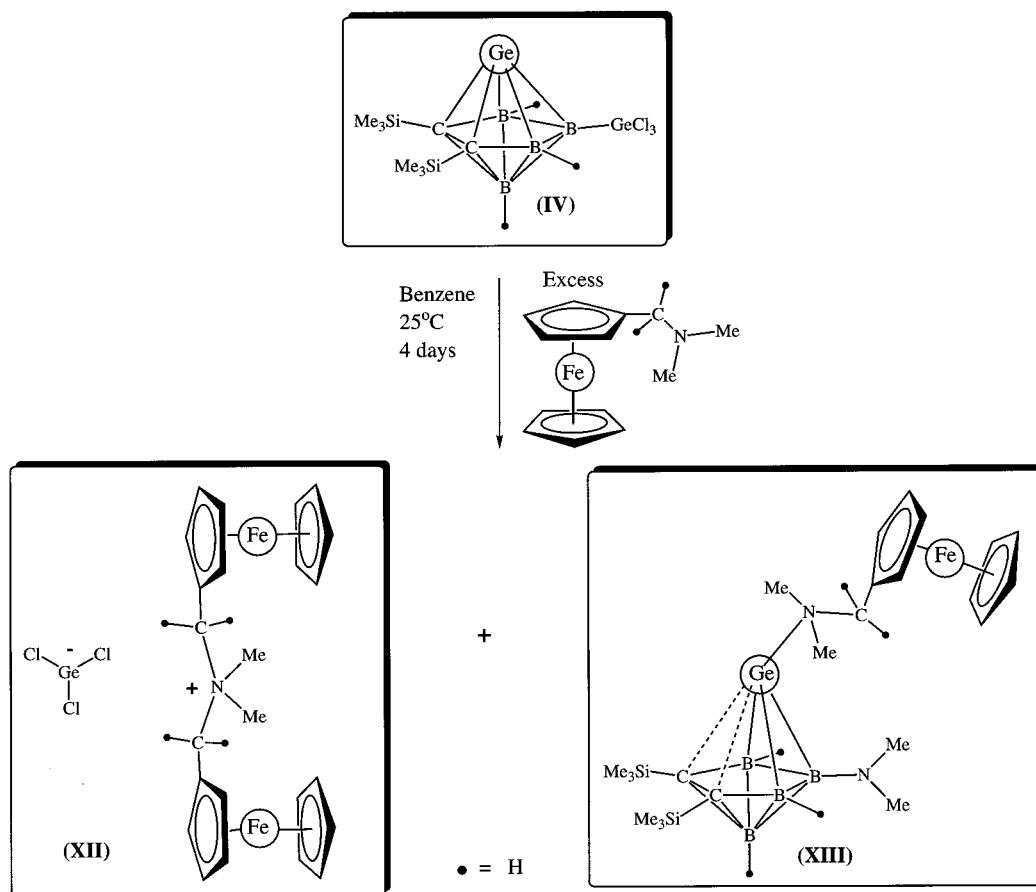 Ge
B
Me3Si C B GeCl3
Me3Si C B
B
(IV)
Benzene
25oC
4 days
Excess
C
N Me
Me
Fe
Fe
C
Cl - Cl
Ge
Cl
Me
+ N
Me
C
Fe
(XII)
+
Fe
Me
N C
Me
Ge
Me
B
Me3Si C B N
Me3Si C B Me
B
(XIII)
● = H